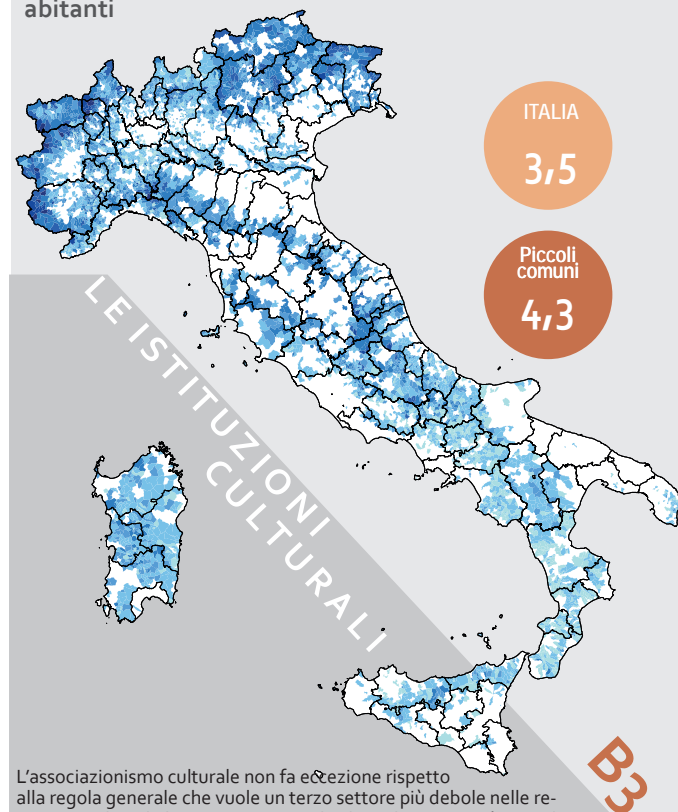 abitanti
ITALIA
3,5
Piccoli
comuni
4,3
LE ISTITUZIONI
CULTURALI
B3
L'associazionismo culturale non fa eccezione rispetto
alla regola generale che vuole un terzo settore più debole nelle re-